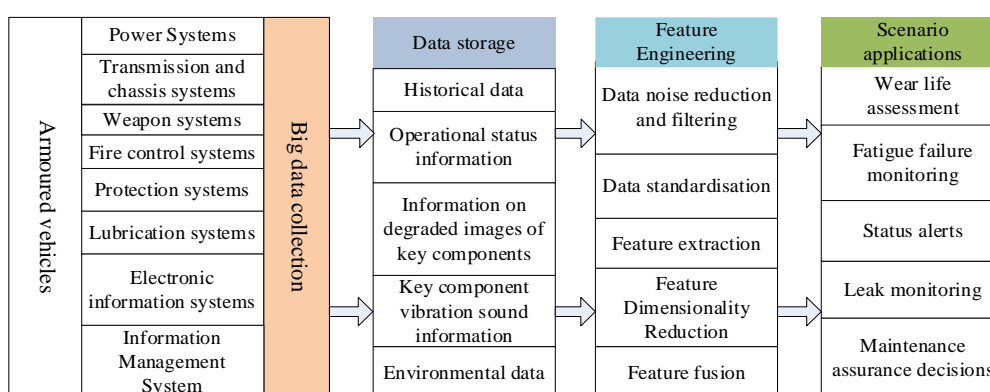 Armoured vehicles
Power Systems
Transmission and
chassis systems
Weapon systems
Fire control systems
Protection systems
Lubrication systems
Electronic
information systems
Information
Management
System
Big data collection
Data storage
Historical data
Operational status
information
Information on
degraded images of
key components
Key component
vibration sound
information
Environmental data
Feature
Engineering
Data noise reduction
and filtering
Data standardisation
Feature extraction
Feature
Dimensionality
Reduction
Feature fusion
Scenario
applications
Wear life
assessment
Fatigue failure
monitoring
Status alerts
Leak monitoring
Maintenance
assurance decisions